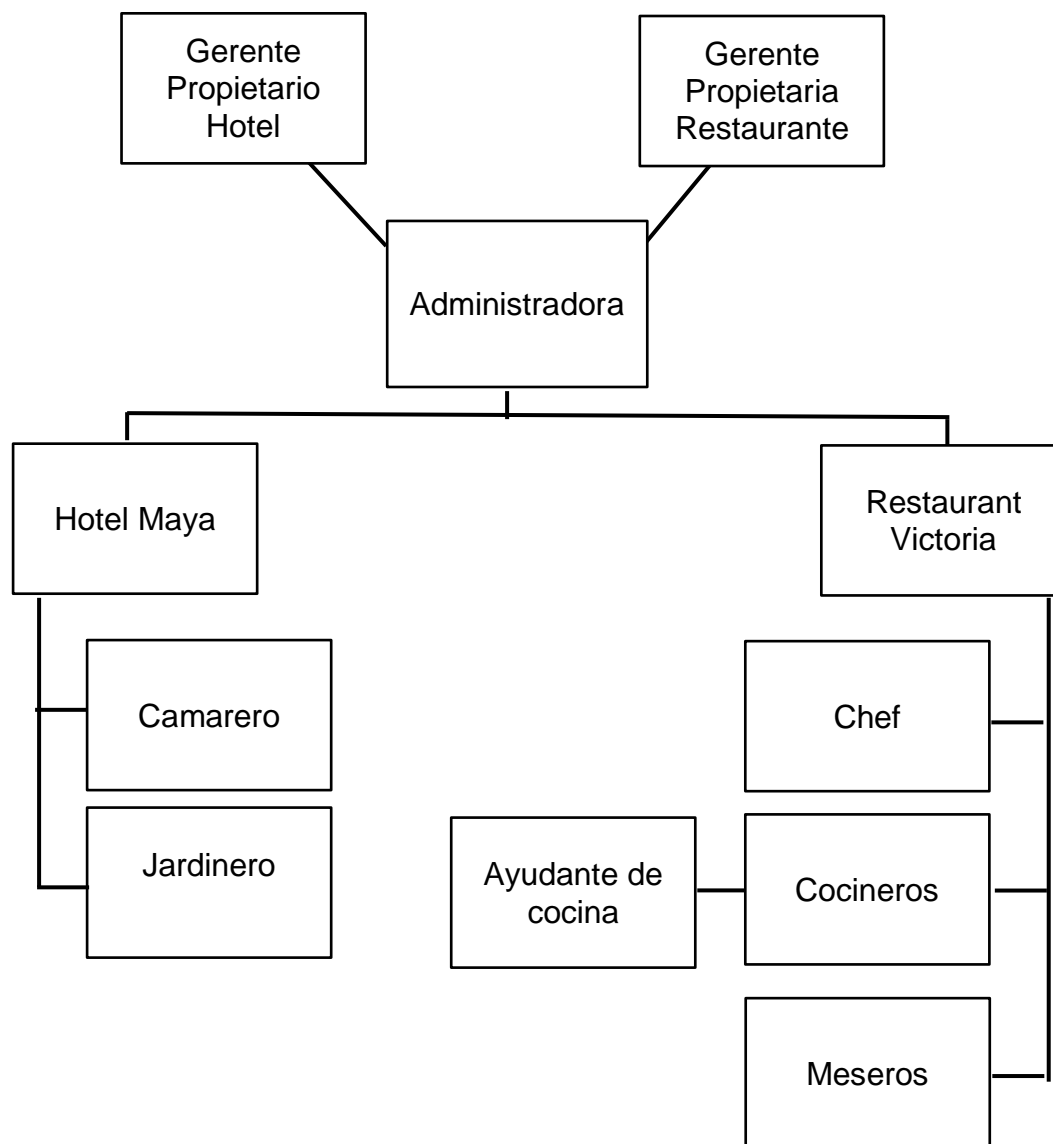 Gerente
Propietario
Hotel
Gerente
Propietaria
Restaurante
Administradora
Hotel Maya
Restaurant
Victoria
Camarero
Chef
Jardinero
Ayudante de
cocina
Cocineros
Meseros